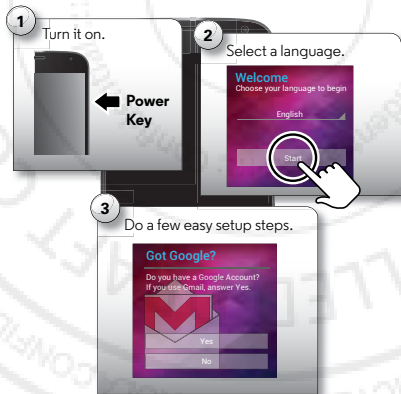 1
Turn it on.
Power
Key
2
Select a language.
Welcome
Choose your language to begin
English
Start
3
Do a few easy setup steps.
Got Google?
Do you have a Google Account?
If you use Gmail, answer Yes.
Yes
No